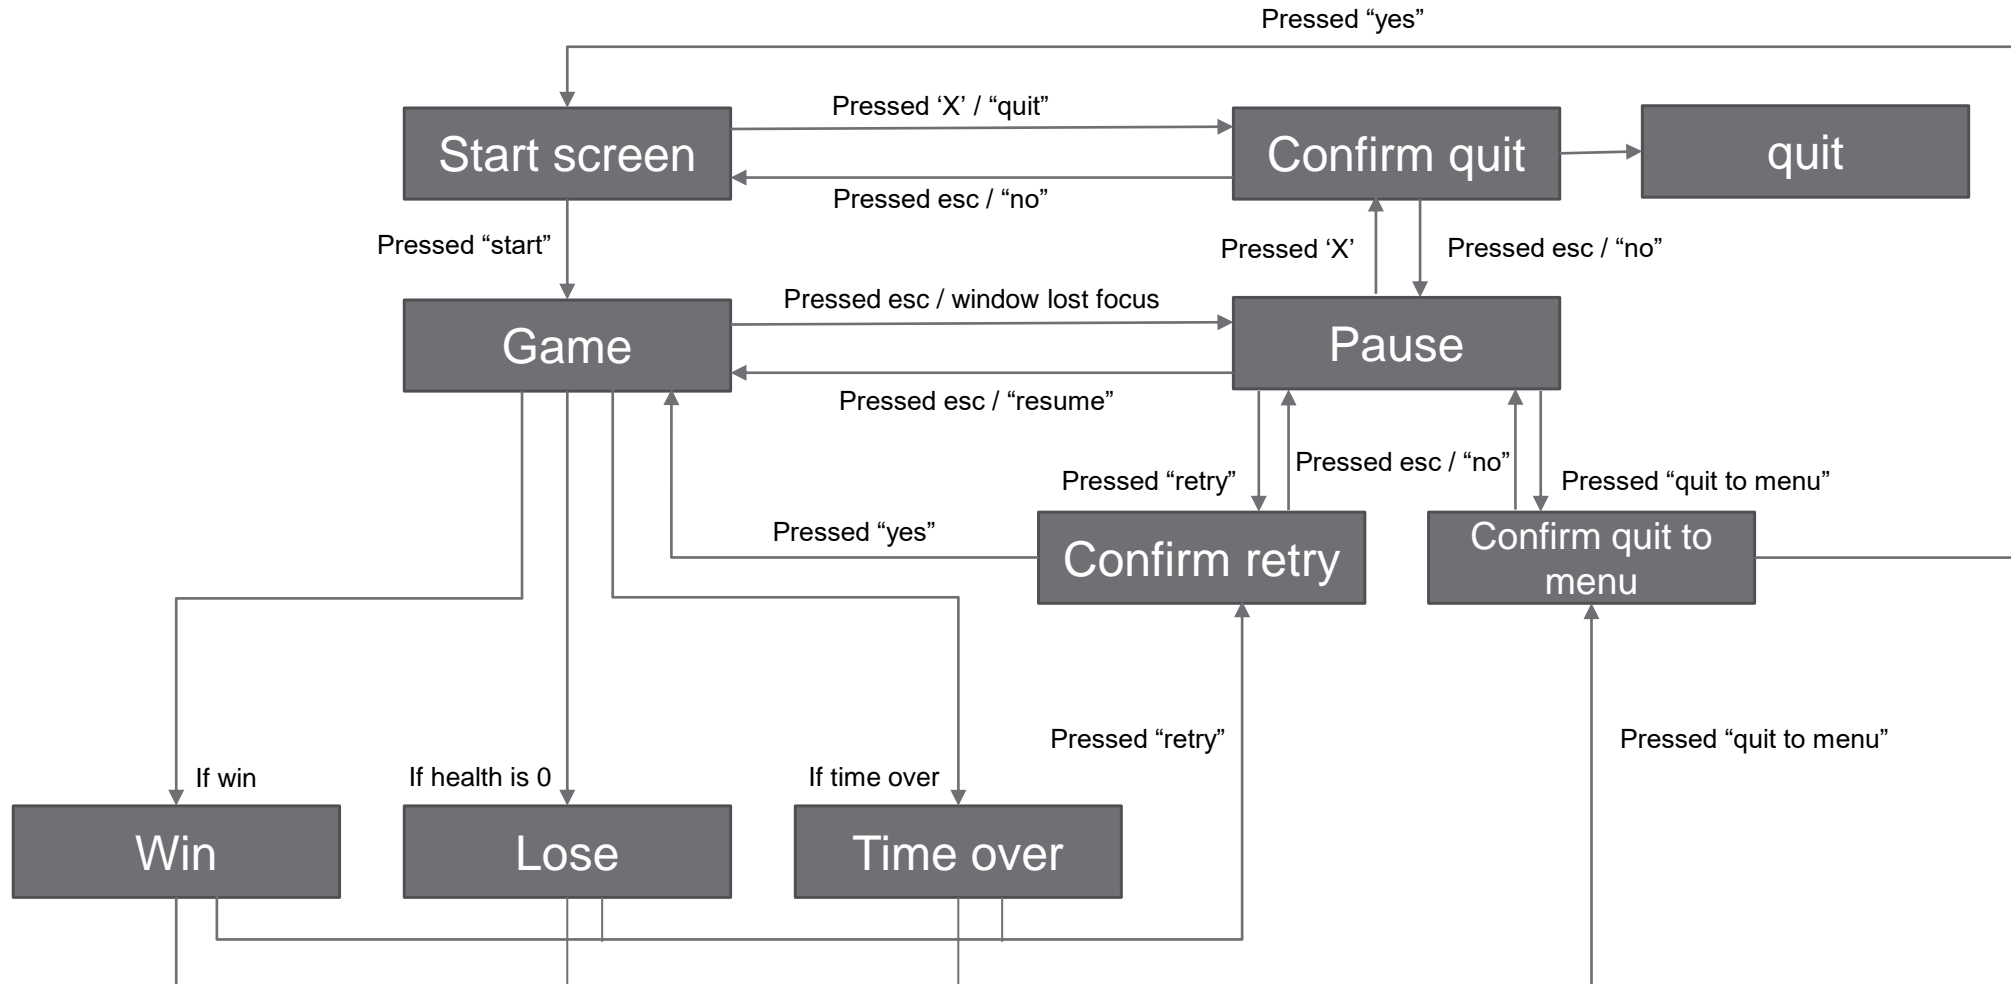 Pressed “yes”
Pressed ‘X’ / “quit”
Start screen
Confirm quit
quit
Pressed esc / “no”
Pressed “start”
Pressed ‘X’
Pressed esc / “no”
Pressed esc / window lost focus
Game
Pause
Pressed esc / “resume”
Pressed “retry”
Pressed esc / “no”
Pressed “quit to menu”
Pressed “yes”
Confirm retry
Confirm quit to
menu
Pressed “retry”
Pressed “quit to menu”
If win
If health is 0
If time over
Win
Lose
Time over